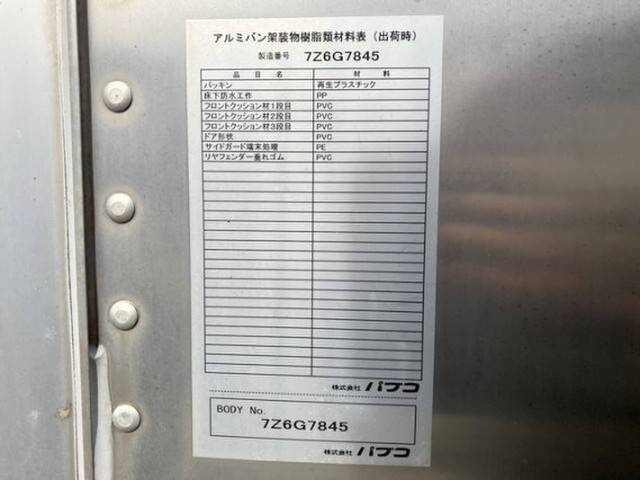 アルミバン架装物樹脂類材料表（出荷時）
製造番号 7Z6G7845
品目名 材料
パッキン 再生プラスチック
床下防水工作 PP
フロントクッション材1段目 PVC
フロントクッション材2段目 PVC
フロントクッション材3段目 PVC
ドア形状 PVC
サイドガード端末処理 PE
リヤフェンダー垂れゴム PVC
株式会社 パブコ
BODY No.
7Z6G7845
株式会社 パブコ